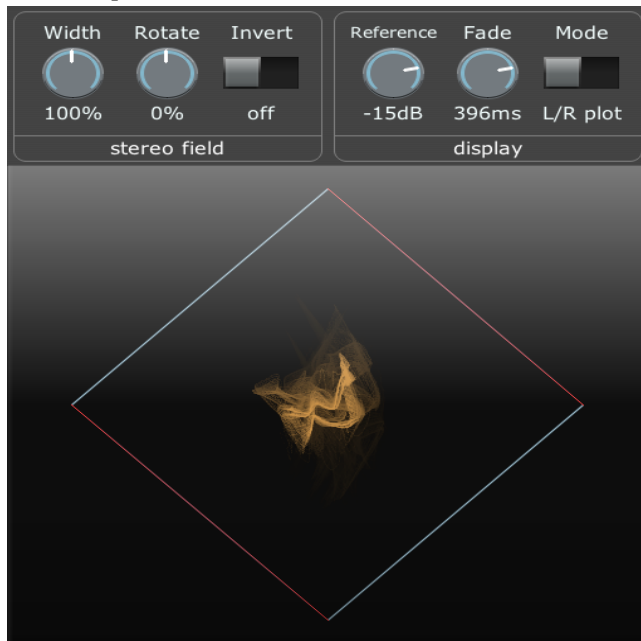 Width Rotate Invert Reference Fade Mode
100% 0% off -15dB 396ms L/R plot
stereo field display